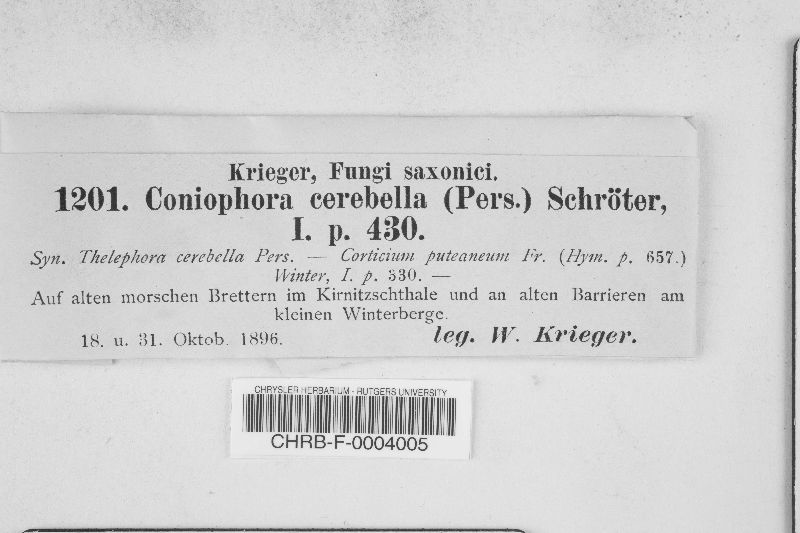 Krieger, Fungi saxonici.
1201. Coniophora cerebella (Pers.) Schröter,
I. p. 430.
Syn. Thelephora cerebella Pers. — Corticium puteaneum Fr. (Hym. p. 657.)
Winter, I. p. 330. —
Auf alten morschen Brettern im Kirnitzschthale und an alten Barrieren am
kleinen Winterberge.
18. u. 31. Oktob. 1896.
leg. W. Krieger.
CHRYSLER HERBARIUM - RUTGERS UNIVERSITY
CHRB-F-0004005